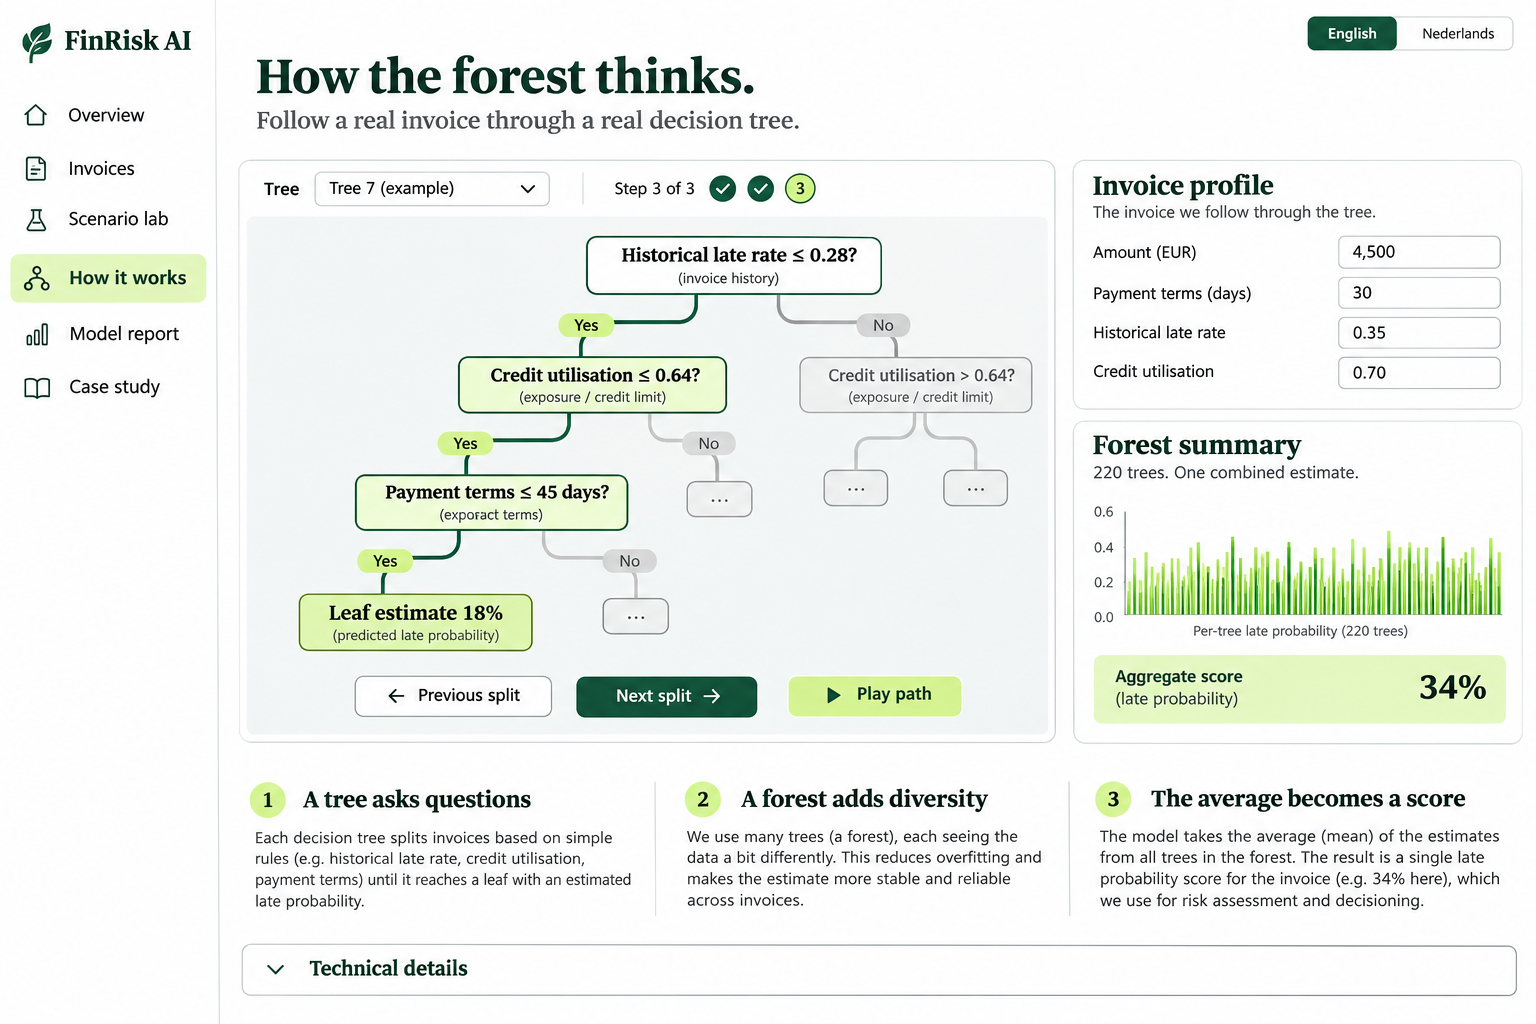 FinRisk AI
Overview
Invoices
Scenario lab
How it works
Model report
Case study
English
Nederlands
How the forest thinks.
Follow a real invoice through a real decision tree.
Tree
Tree 7 (example)
Step 3 of 3
3
Historical late rate ≤ 0.28?
(invoice history)
Yes
No
Credit utilisation ≤ 0.64?
(exposure / credit limit)
Credit utilisation > 0.64?
(exposure / credit limit)
Yes
No
...
...
...
Payment terms ≤ 45 days?
(exporact terms)
Yes
No
Leaf estimate 18%
(predicted late probability)
...
← Previous split
Next split →
Play path
Invoice profile
The invoice we follow through the tree.
Amount (EUR) 4,500
Payment terms (days) 30
Historical late rate 0.35
Credit utilisation 0.70
Forest summary
220 trees. One combined estimate.
0.6
0.4
0.2
0.0
Per-tree late probability (220 trees)
Aggregate score
(late probability)
34%
1 A tree asks questions
Each decision tree splits invoices based on simple
rules (e.g. historical late rate, credit utilisation,
payment terms) until it reaches a leaf with an estimated
late probability.
2 A forest adds diversity
We use many trees (a forest), each seeing the
data a bit differently. This reduces overfitting and
makes the estimate more stable and reliable
across invoices.
3 The average becomes a score
The model takes the average (mean) of the estimates
from all trees in the forest. The result is a single late
probability score for the invoice (e.g. 34% here), which
we use for risk assessment and decisioning.
Technical details